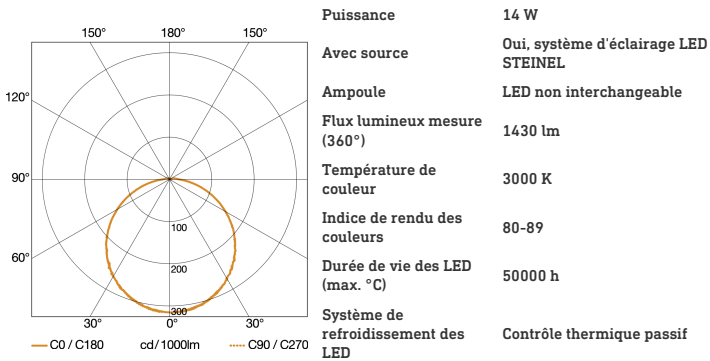 150° 180° 150°
120°
90°
60°
100
200
300
30° 0° 30°
C0 / C180 cd/1000lm C90 / C270
Puissance 14 W
Avec source Oui, système d'éclairage LED
STEINEL
Ampoule LED non interchangeable
Flux lumineux mesure
(360°) 1430 lm
Température de
couleur 3000 K
Indice de rendu des
couleurs 80-89
Durée de vie des LED
(max. °C) 50000 h
Système de
refroidissement des
LED Contrôle thermique passif